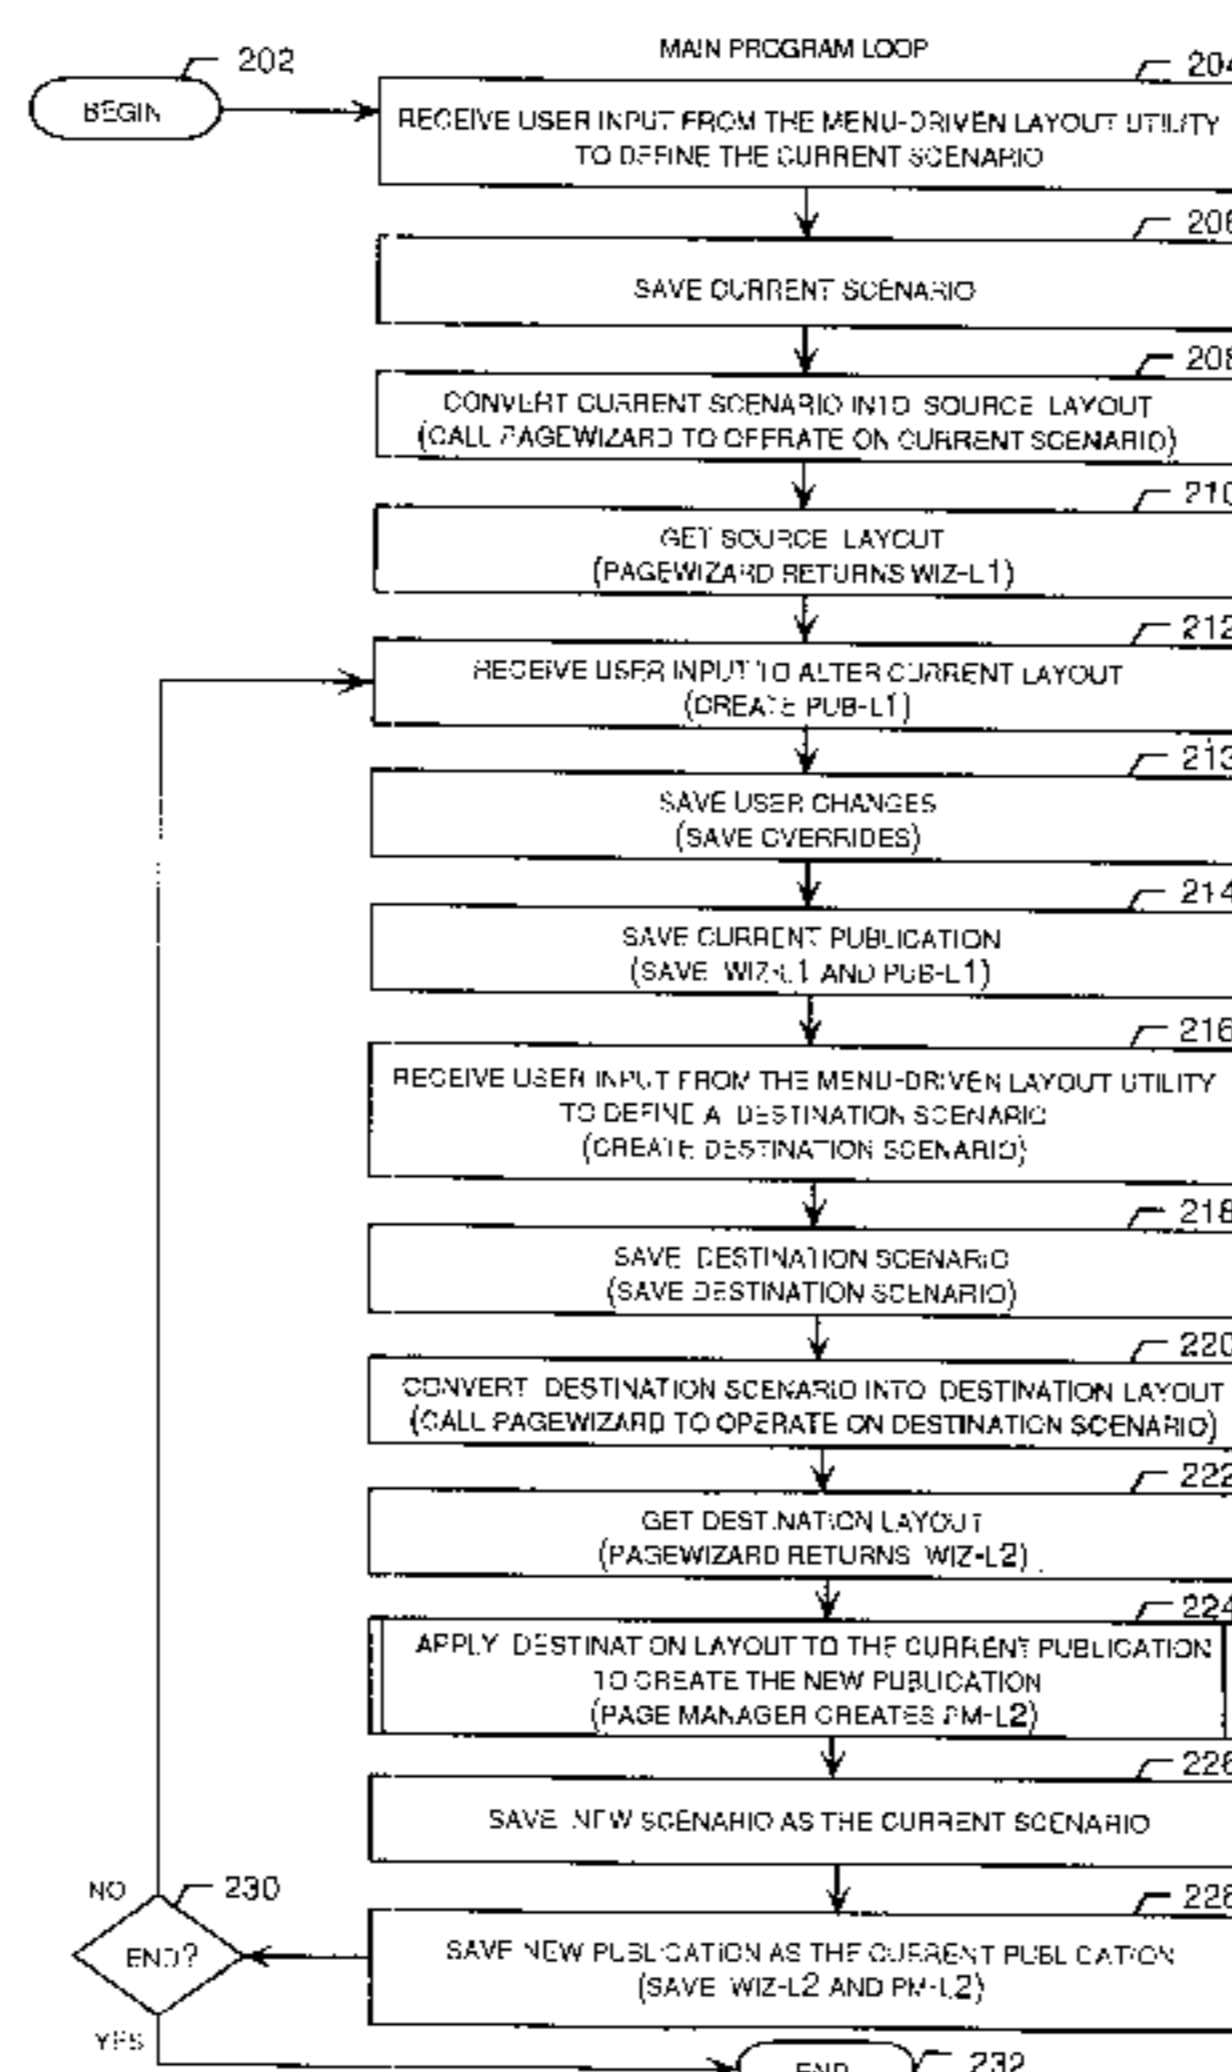 MAIN PROGRAM LOOP
202
204
BEGIN
RECEIVE USER INPUT FROM THE MENU-DRIVEN LAYOUT UTILITY
TO DEFINE THE CURRENT SCENARIO
206
SAVE CURRENT SCENARIO
208
CONVERT CURRENT SCENARIO INTO SOURCE LAYOUT
(CALL PAGEWIZARD TO OPERATE ON CURRENT SCENARIO)
210
GET SOURCE LAYOUT
(PAGEWIZARD RETURNS WIZ-L1)
212
RECEIVE USER INPUT TO ALTER CURRENT LAYOUT
(CREATE PUB-L1)
213
SAVE USER CHANGES
(SAVE OVERRIDES)
214
SAVE CURRENT PUBLICATION
(SAVE WIZ-L1 AND PUB-L1)
216
RECEIVE USER INPUT FROM THE MENU-DRIVEN LAYOUT UTILITY
TO DEFINE A DESTINATION SCENARIO
(CREATE DESTINATION SCENARIO)
218
SAVE DESTINATION SCENARIO
(SAVE DESTINATION SCENARIO)
220
CONVERT DESTINATION SCENARIO INTO DESTINATION LAYOUT
(CALL PAGEWIZARD TO OPERATE ON DESTINATION SCENARIO)
222
GET DESTINATION LAYOUT
(PAGEWIZARD RETURNS WIZ-L2)
224
APPLY DESTINATION LAYOUT TO THE CURRENT PUBLICATION
TO CREATE THE NEW PUBLICATION
(PAGE MANAGER CREATES PM-L2)
226
SAVE NEW SCENARIO AS THE CURRENT SCENARIO
228
SAVE NEW PUBLICATION AS THE CURRENT PUBLICATION
(SAVE WIZ-L2 AND PM-L2)
NO
230
END?
YES
END
232